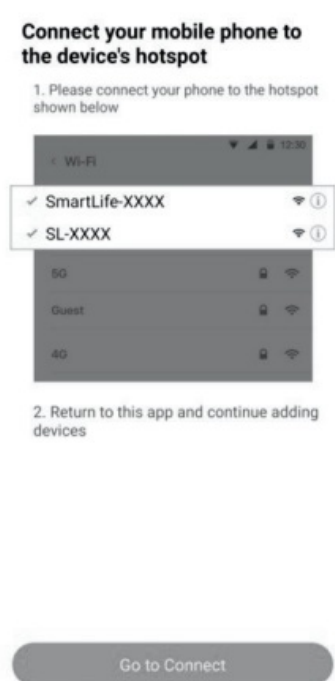 Connect your mobile phone to
the device's hotspot
1. Please connect your phone to the hotspot
shown below
12:30
< Wi-Fi
SmartLife-XXXX
SL-XXXX
5G
Guest
4G
2. Return to this app and continue adding
devices
Go to Connect